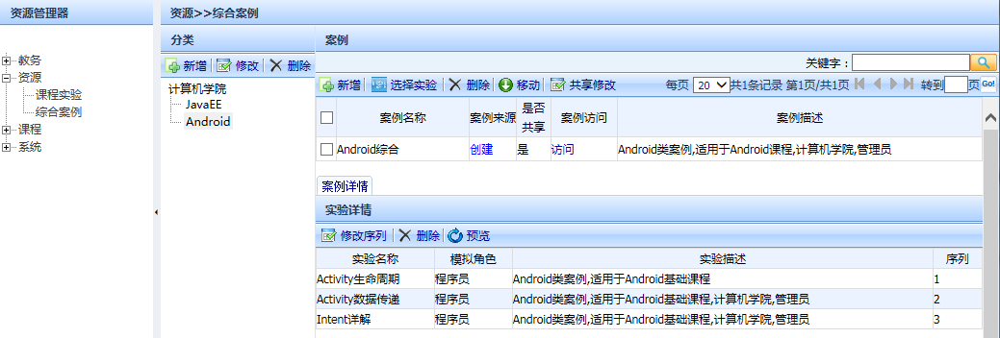 资源管理器
教务
资源
课程实验
综合案例
课程
系统
资源>>综合案例
分类
新增 修改 删除
计算机学院
JavaEE
Android
案例
关键字：
新增 选择实验 删除 移动 共享修改 每页 20 共1条记录 第1页/共1页 转到 页 Go!
案例名称 案例来源 是否共享 案例访问 案例描述
Android综合 创建 是 访问 Android类案例,适用于Android课程,计算机学院,管理员
案例详情
实验详情
修改序列 删除 预览
实验名称 模拟角色 实验描述 序列
Activity生命周期 程序员 Android类案例,适用于Android基础课程 1
Activity数据传递 程序员 Android类案例,适用于Android基础课程,计算机学院,管理员 2
Intent详解 程序员 Android类案例,适用于Android基础课程,计算机学院,管理员 3